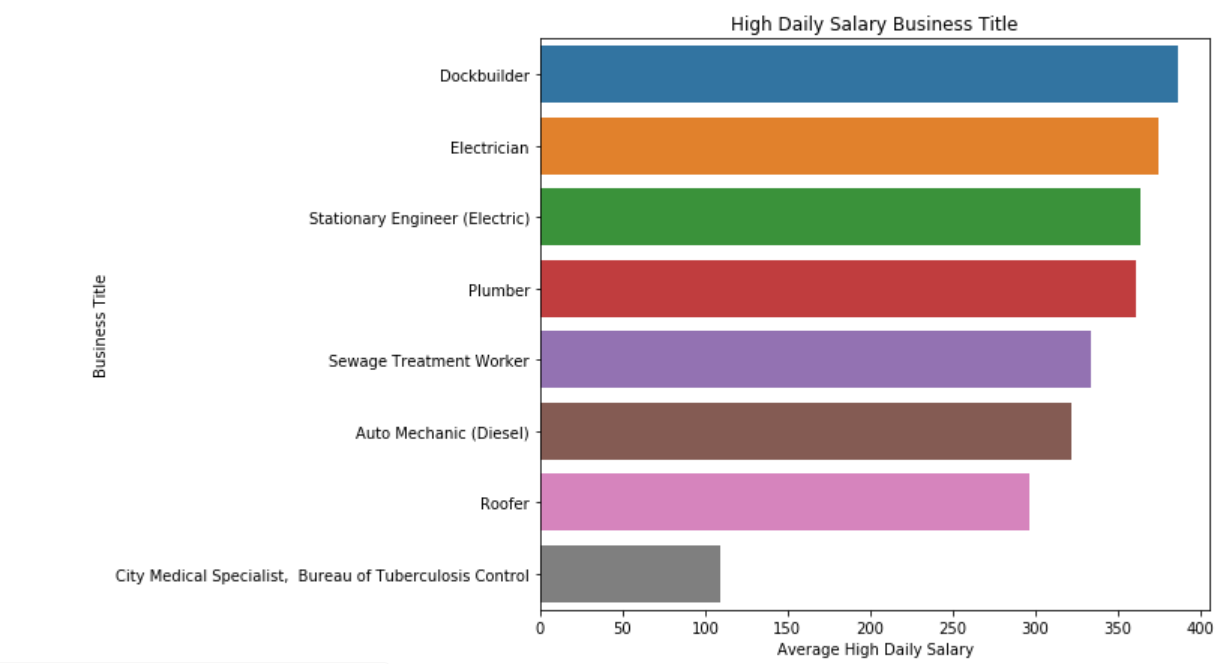 High Daily Salary Business Title
Business Title
Dockbuilder
Electrician
Stationary Engineer (Electric)
Plumber
Sewage Treatment Worker
Auto Mechanic (Diesel)
Roofer
City Medical Specialist,  Bureau of Tuberculosis Control
0 50 100 150 200 250 300 350 400
Average High Daily Salary